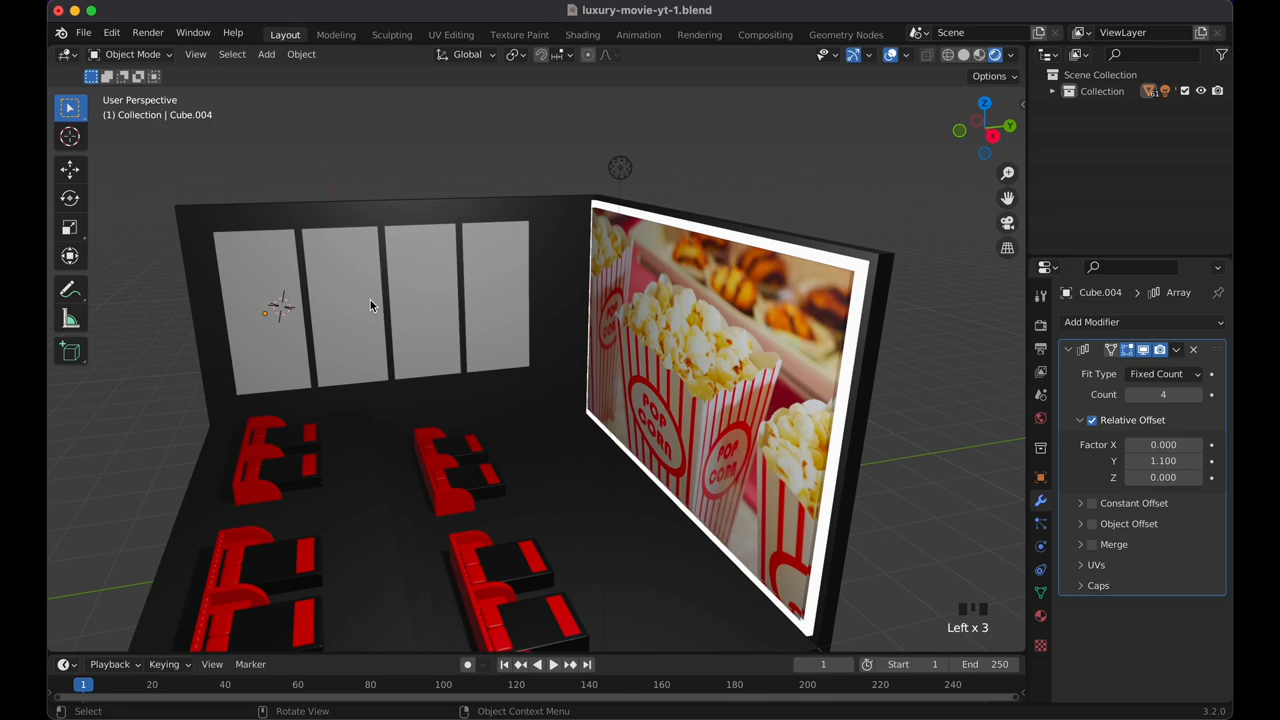 luxury-movie-yt-1.blend
File Edit Render Window Help Layout Modeling Sculpting UV Editing Texture Paint Shading Animation Rendering Compositing Geometry Nodes Scene ViewLayer
Object Mode View Select Add Object Global
Options
User Perspective
(1) Collection | Cube.004
Z
Y
X
Scene Collection
Collection 61
Cube.004 Array
Add Modifier
Fit Type Fixed Count
Count 4
Relative Offset
Factor X 0.000
Y 1.100
Z 0.000
Constant Offset
Object Offset
Merge
UVs
Caps
POP CORN
POP CORN
Left x 3
Playback Keying View Marker 1 Start 1 End 250
1 20 40 60 80 100 120 140 160 180 200 220 240
Select Rotate View Object Context Menu 3.2.0